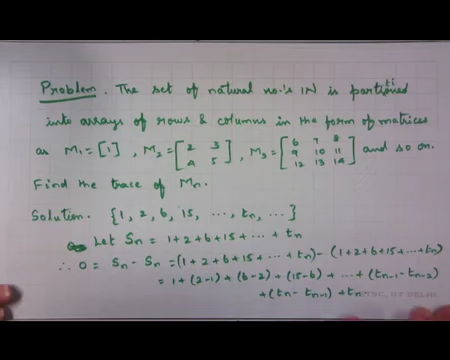 Problem. The set of natural no.'s IN is partitioned
into arrays of rows & columns in the form of matrices
as M₁ = [1], M₂ = [2 3; 4 5], M₃ = [6 7 8; 9 10 11; 12 13 14] and so on.
Find the trace of Mn.
Solution. {1, 2, 6, 15, ..., tn, ...}
Let Sn = 1+2+6+15+...+tn
∴ 0 = Sn - Sn = (1+2+6+15+...+tn) - (1+2+6+15+...+tn)
= 1+(2-1)+(6-2)+(15-6)+...+(tn-1-tn-2)
+(tn-tn-1)+tn
IIT DELHI